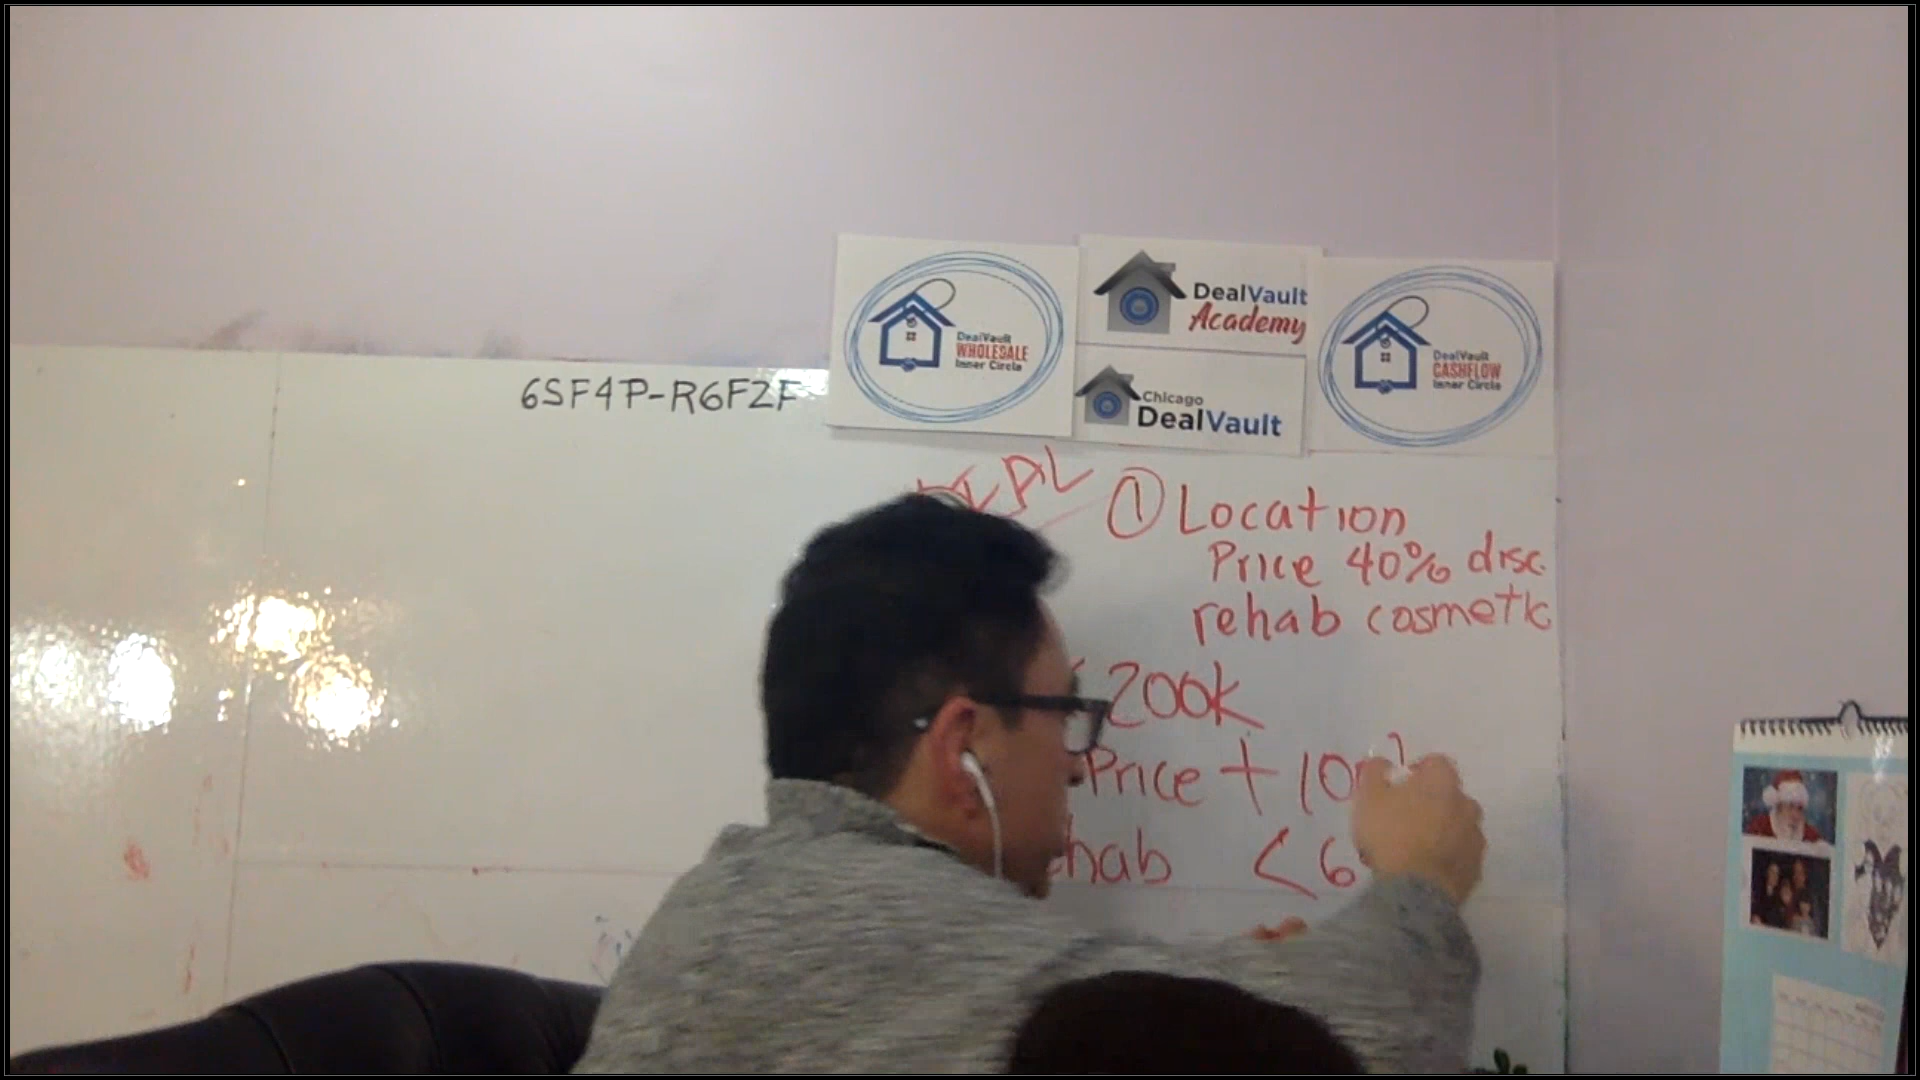 6SF4P-R6F2F
DealVault
WHOLESALE
Inner Circle
DealVault
Academy
Chicago
DealVault
DealVault
CASHFLOW
Inner Circle
① Location
Price 40% disc.
rehab cosmetic
200K
Price + 10
hab < 6